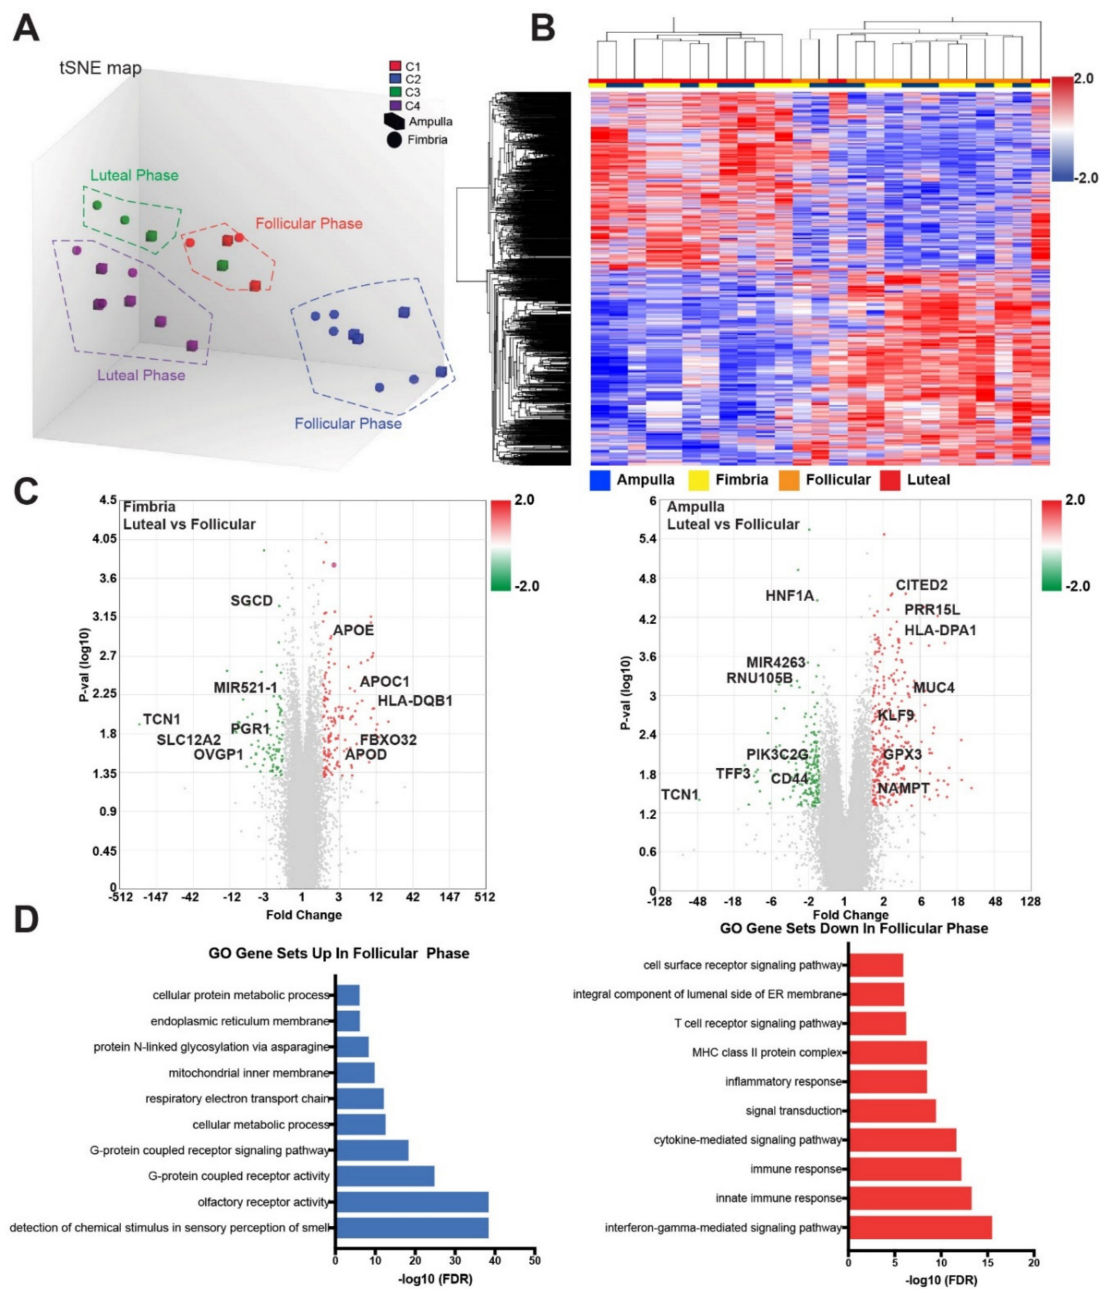 A
tSNE map
C1
C2
C3
C4
Ampulla
Fimbria
Luteal Phase
Follicular Phase
Luteal Phase
Follicular Phase
B
2.0
-2.0
Ampulla
Fimbria
Follicular
Luteal
C
Fimbria
Luteal vs Follicular
2.0
-2.0
P-val (log10)
4.5
4.05
3.6
3.15
2.7
2.25
1.8
1.35
0.9
0.45
0
SGCD
APOE
MIR521-1
APOC1
HLA-DQB1
TCN1
PGR1
SLC12A2
FBXO32
OVGP1
APOD
-512 -147 -42 -12 -3 1 3 12 42 147 512
Fold Change
Ampulla
Luteal vs Follicular
2.0
-2.0
P-val (log10)
6
5.4
4.8
4.2
3.6
3
2.4
1.8
1.2
0.6
0
CITED2
HNF1A
PRR15L
HLA-DPA1
MIR4263
RNU105B
MUC4
KLF9
PIK3C2G
GPX3
TFF3
CD44
TCN1
NAMPT
-128 -48 -18 -6 -2 1 2 6 18 48 128
Fold Change
D
GO Gene Sets Up In Follicular Phase
cellular protein metabolic process
endoplasmic reticulum membrane
protein N-linked glycosylation via asparagine
mitochondrial inner membrane
respiratory electron transport chain
cellular metabolic process
G-protein coupled receptor signaling pathway
G-protein coupled receptor activity
olfactory receptor activity
detection of chemical stimulus in sensory perception of smell
0 10 20 30 40 50
-log10 (FDR)
GO Gene Sets Down In Follicular Phase
cell surface receptor signaling pathway
integral component of lumenal side of ER membrane
T cell receptor signaling pathway
MHC class II protein complex
inflammatory response
signal transduction
cytokine-mediated signaling pathway
immune response
innate immune response
interferon-gamma-mediated signaling pathway
0 5 10 15 20
-log10 (FDR)